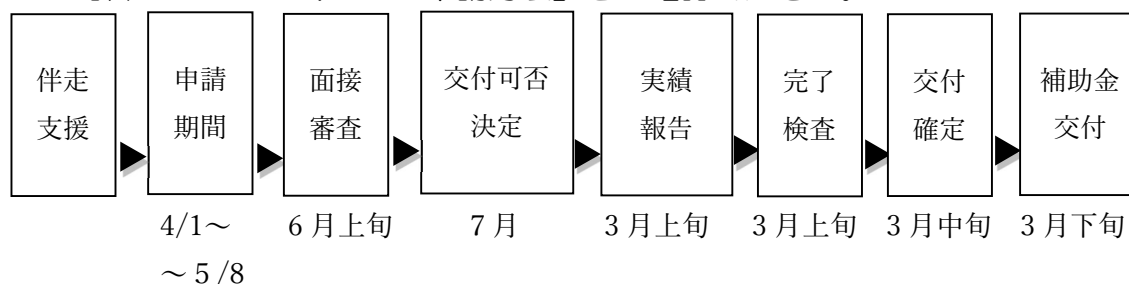 伴走
支援
申請
期間
面接
審査
交付可否
決定
実績
報告
完了
検査
交付
確定
補助金
交付
4/1~
~5/8
6月上旬
7月
3月上旬
3月上旬
3月中旬
3月下旬